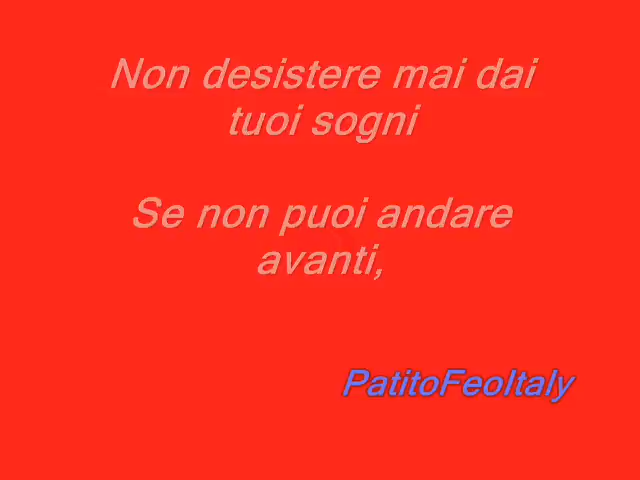 Non desistere mai dai
tuoi sogni
Se non puoi andare
avanti,
PatitoFeoItaly